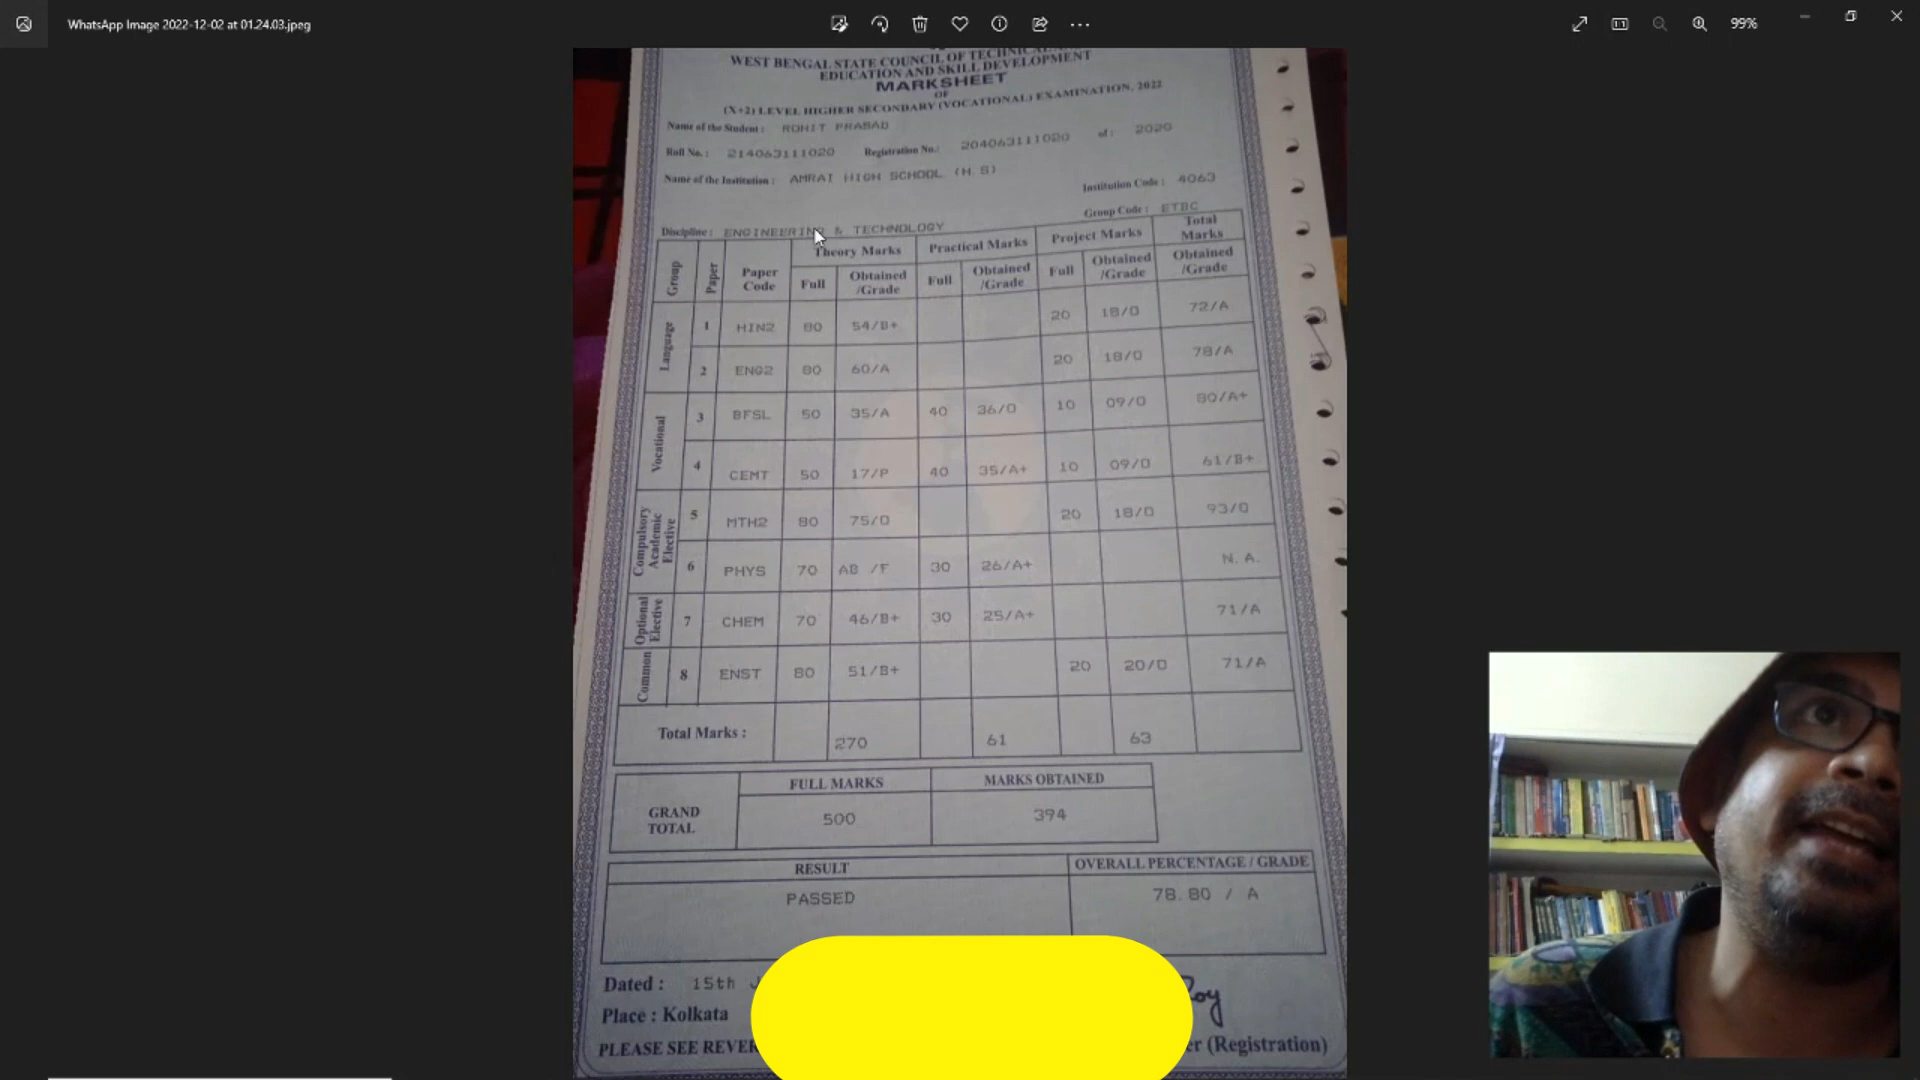 WhatsApp Image 2022-12-02 at 01.24.03.jpeg
99%
WEST BENGAL STATE COUNCIL OF TECHNICAL
EDUCATION AND SKILL DEVELOPMENT
MARKSHEET
OF
(X+2) LEVEL HIGHER SECONDARY (VOCATIONAL) EXAMINATION, 2022
Name of the Student : ROHIT PRASAD
Roll No. : 214063111020 Registration No.: 204063111020 of : 2020
Name of the Institution : AMRAI HIGH SCHOOL (H.S)
Institution Code : 4063
Discipline : ENGINEERING & TECHNOLOGY Group Code : ETBC
Group Paper Paper Code Theory Marks Practical Marks Project Marks Total Marks
Full Obtained /Grade Full Obtained /Grade Full Obtained /Grade Obtained /Grade
Language 1 HIN2 80 54/B+ 20 18/O 72/A
2 ENG2 80 60/A 20 18/O 78/A
Vocational 3 BFSL 50 35/A 40 36/O 10 09/O 80/A+
4 CEMT 50 17/P 40 35/A+ 10 09/O 61/B+
Compulsory Academic Elective 5 MTH2 80 75/O 20 18/O 93/O
6 PHYS 70 AB /F 30 26/A+ N.A.
Optional Elective 7 CHEM 70 46/B+ 30 25/A+ 71/A
Common 8 ENST 80 51/B+ 20 20/O 71/A
Total Marks : 270 61 63
GRAND TOTAL FULL MARKS MARKS OBTAINED
500 394
RESULT OVERALL PERCENTAGE / GRADE
PASSED 78.80 / A
Dated : 15th
Place : Kolkata
PLEASE SEE (Registration)